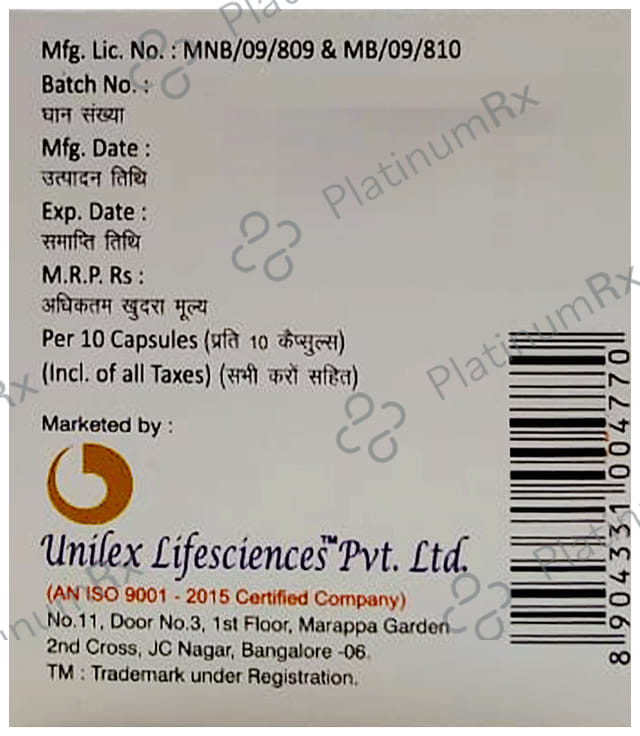 Mfg. Lic. No. : MNB/09/809 & MB/09/810
Batch No. :
घान संख्या
Mfg. Date :
उत्पादन तिथि
Exp. Date :
समाप्ति तिथि
M.R.P. Rs :
अधिकतम खुदरा मूल्य
Per 10 Capsules (प्रति 10 कैप्सुल्स)
(Incl. of all Taxes) (सभी करों सहित)
Marketed by :
Unilex Lifesciences™ Pvt. Ltd.
(AN ISO 9001 - 2015 Certified Company)
No.11, Door No.3, 1st Floor, Marappa Garden
2nd Cross, JC Nagar, Bangalore -06.
TM : Trademark under Registration.
8 904331 004770
PlatinumRx
PlatinumRx